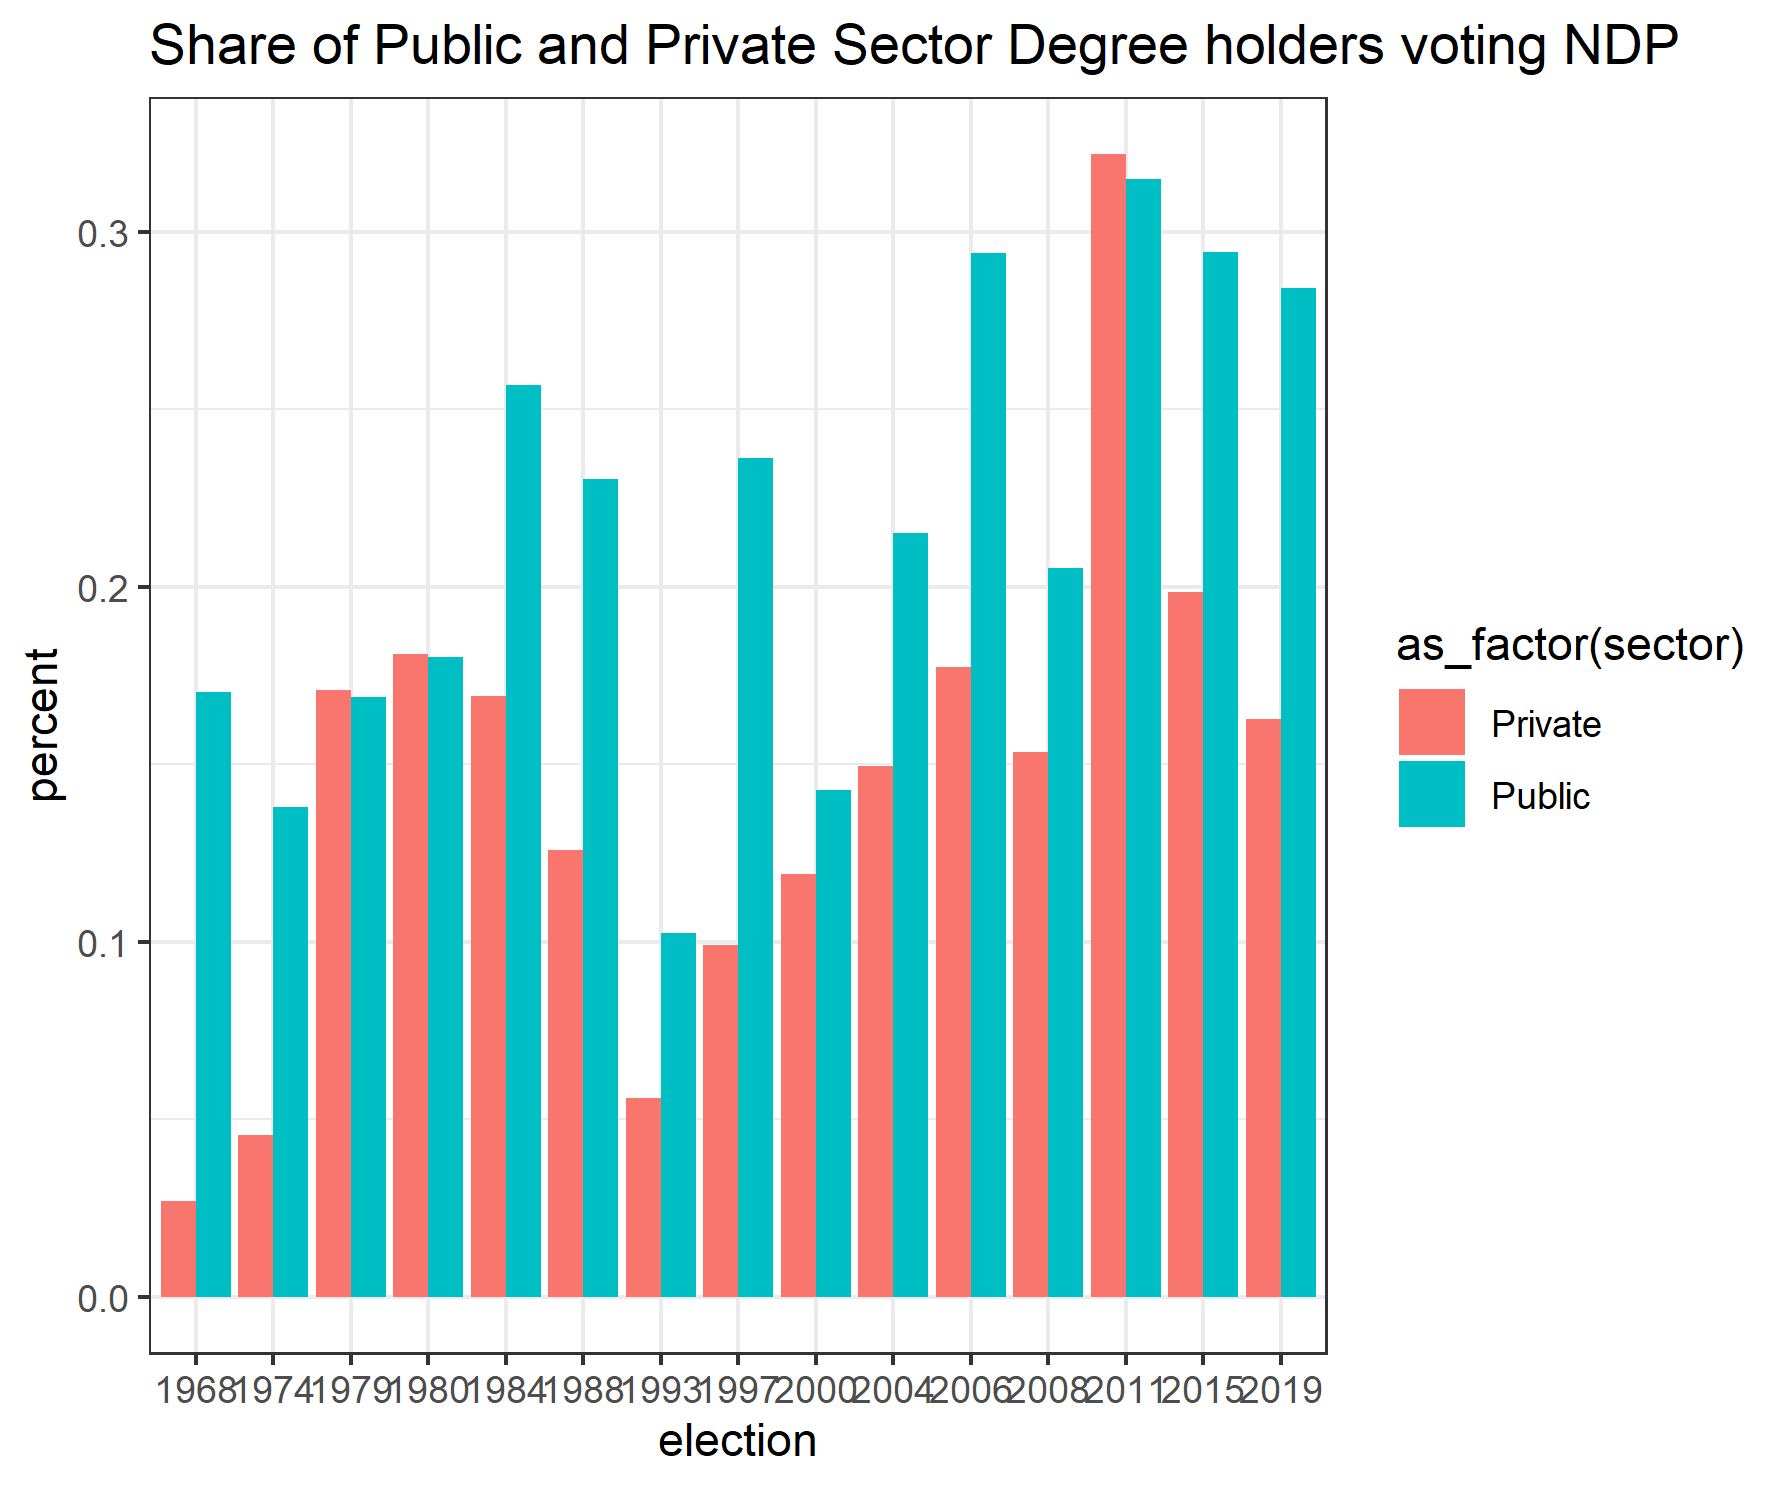 Share of Public and Private Sector Degree holders voting NDP
percent
0.3
0.2
0.1
0.0
1968 1974 1979 1980 1984 1988 1993 1997 2000 2004 2006 2008 2011 2015 2019
election
as_factor(sector)
Private
Public